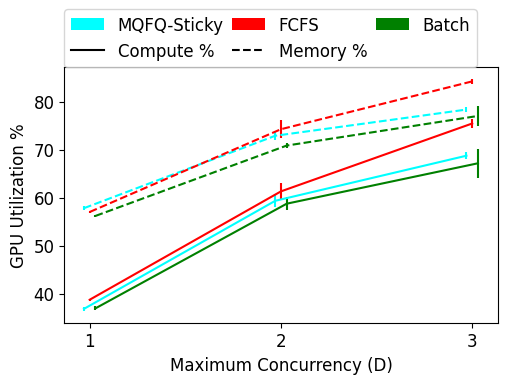 MQFQ-Sticky FCFS Batch
Compute % Memory %
GPU Utilization %
80
70
60
50
40
1 2 3
Maximum Concurrency (D)